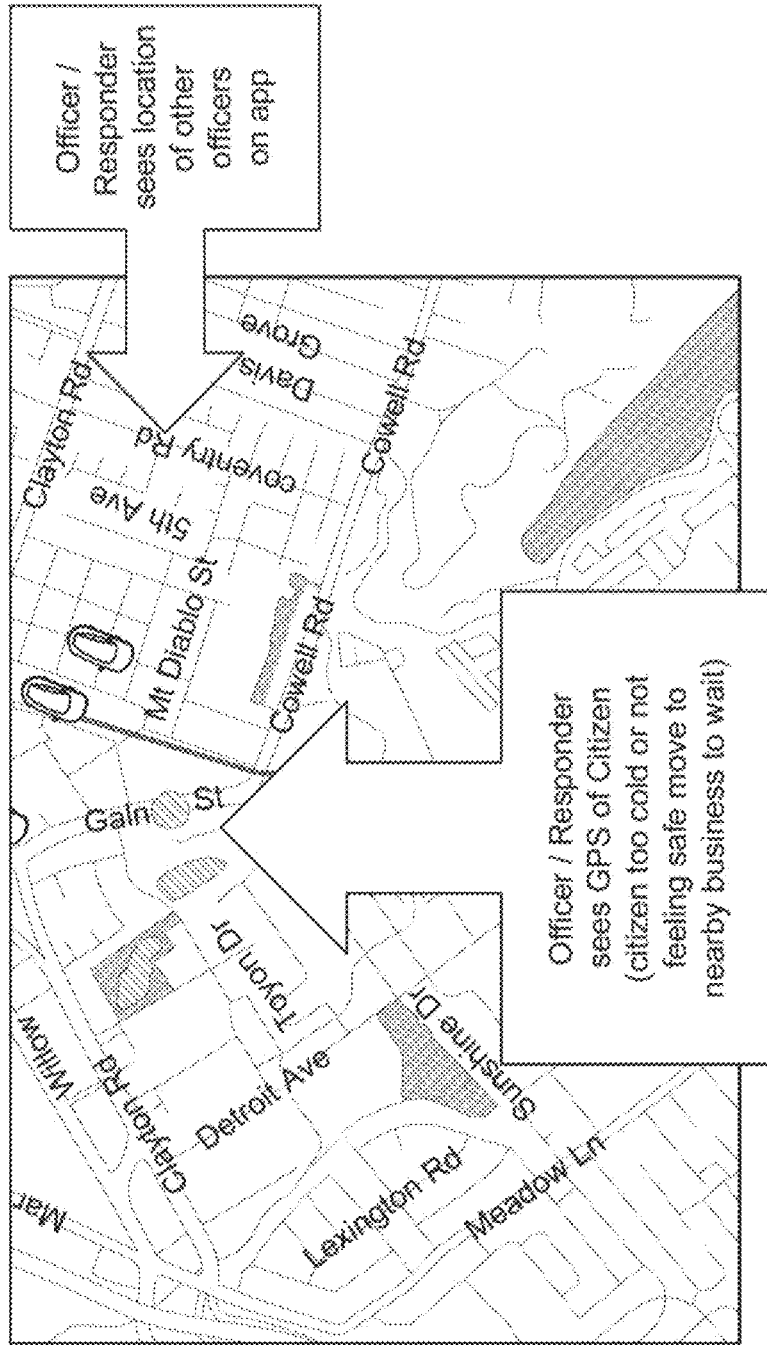 Officer /
Responder
sees location
of other
officers
on app
Clayton Rd
Grove
Davis
coventry Rd
5th Ave
Cowell Rd
Mt Diablo St
Cowell Rd
Galn St
Toyon Dr
Willow
Clayton Rd
Detroit Ave
Sunshine Dr
Mar
Lexington Rd
Meadow Ln
Officer / Responder
sees GPS of Citizen
(citizen too cold or not
feeling safe move to
nearby business to wait)